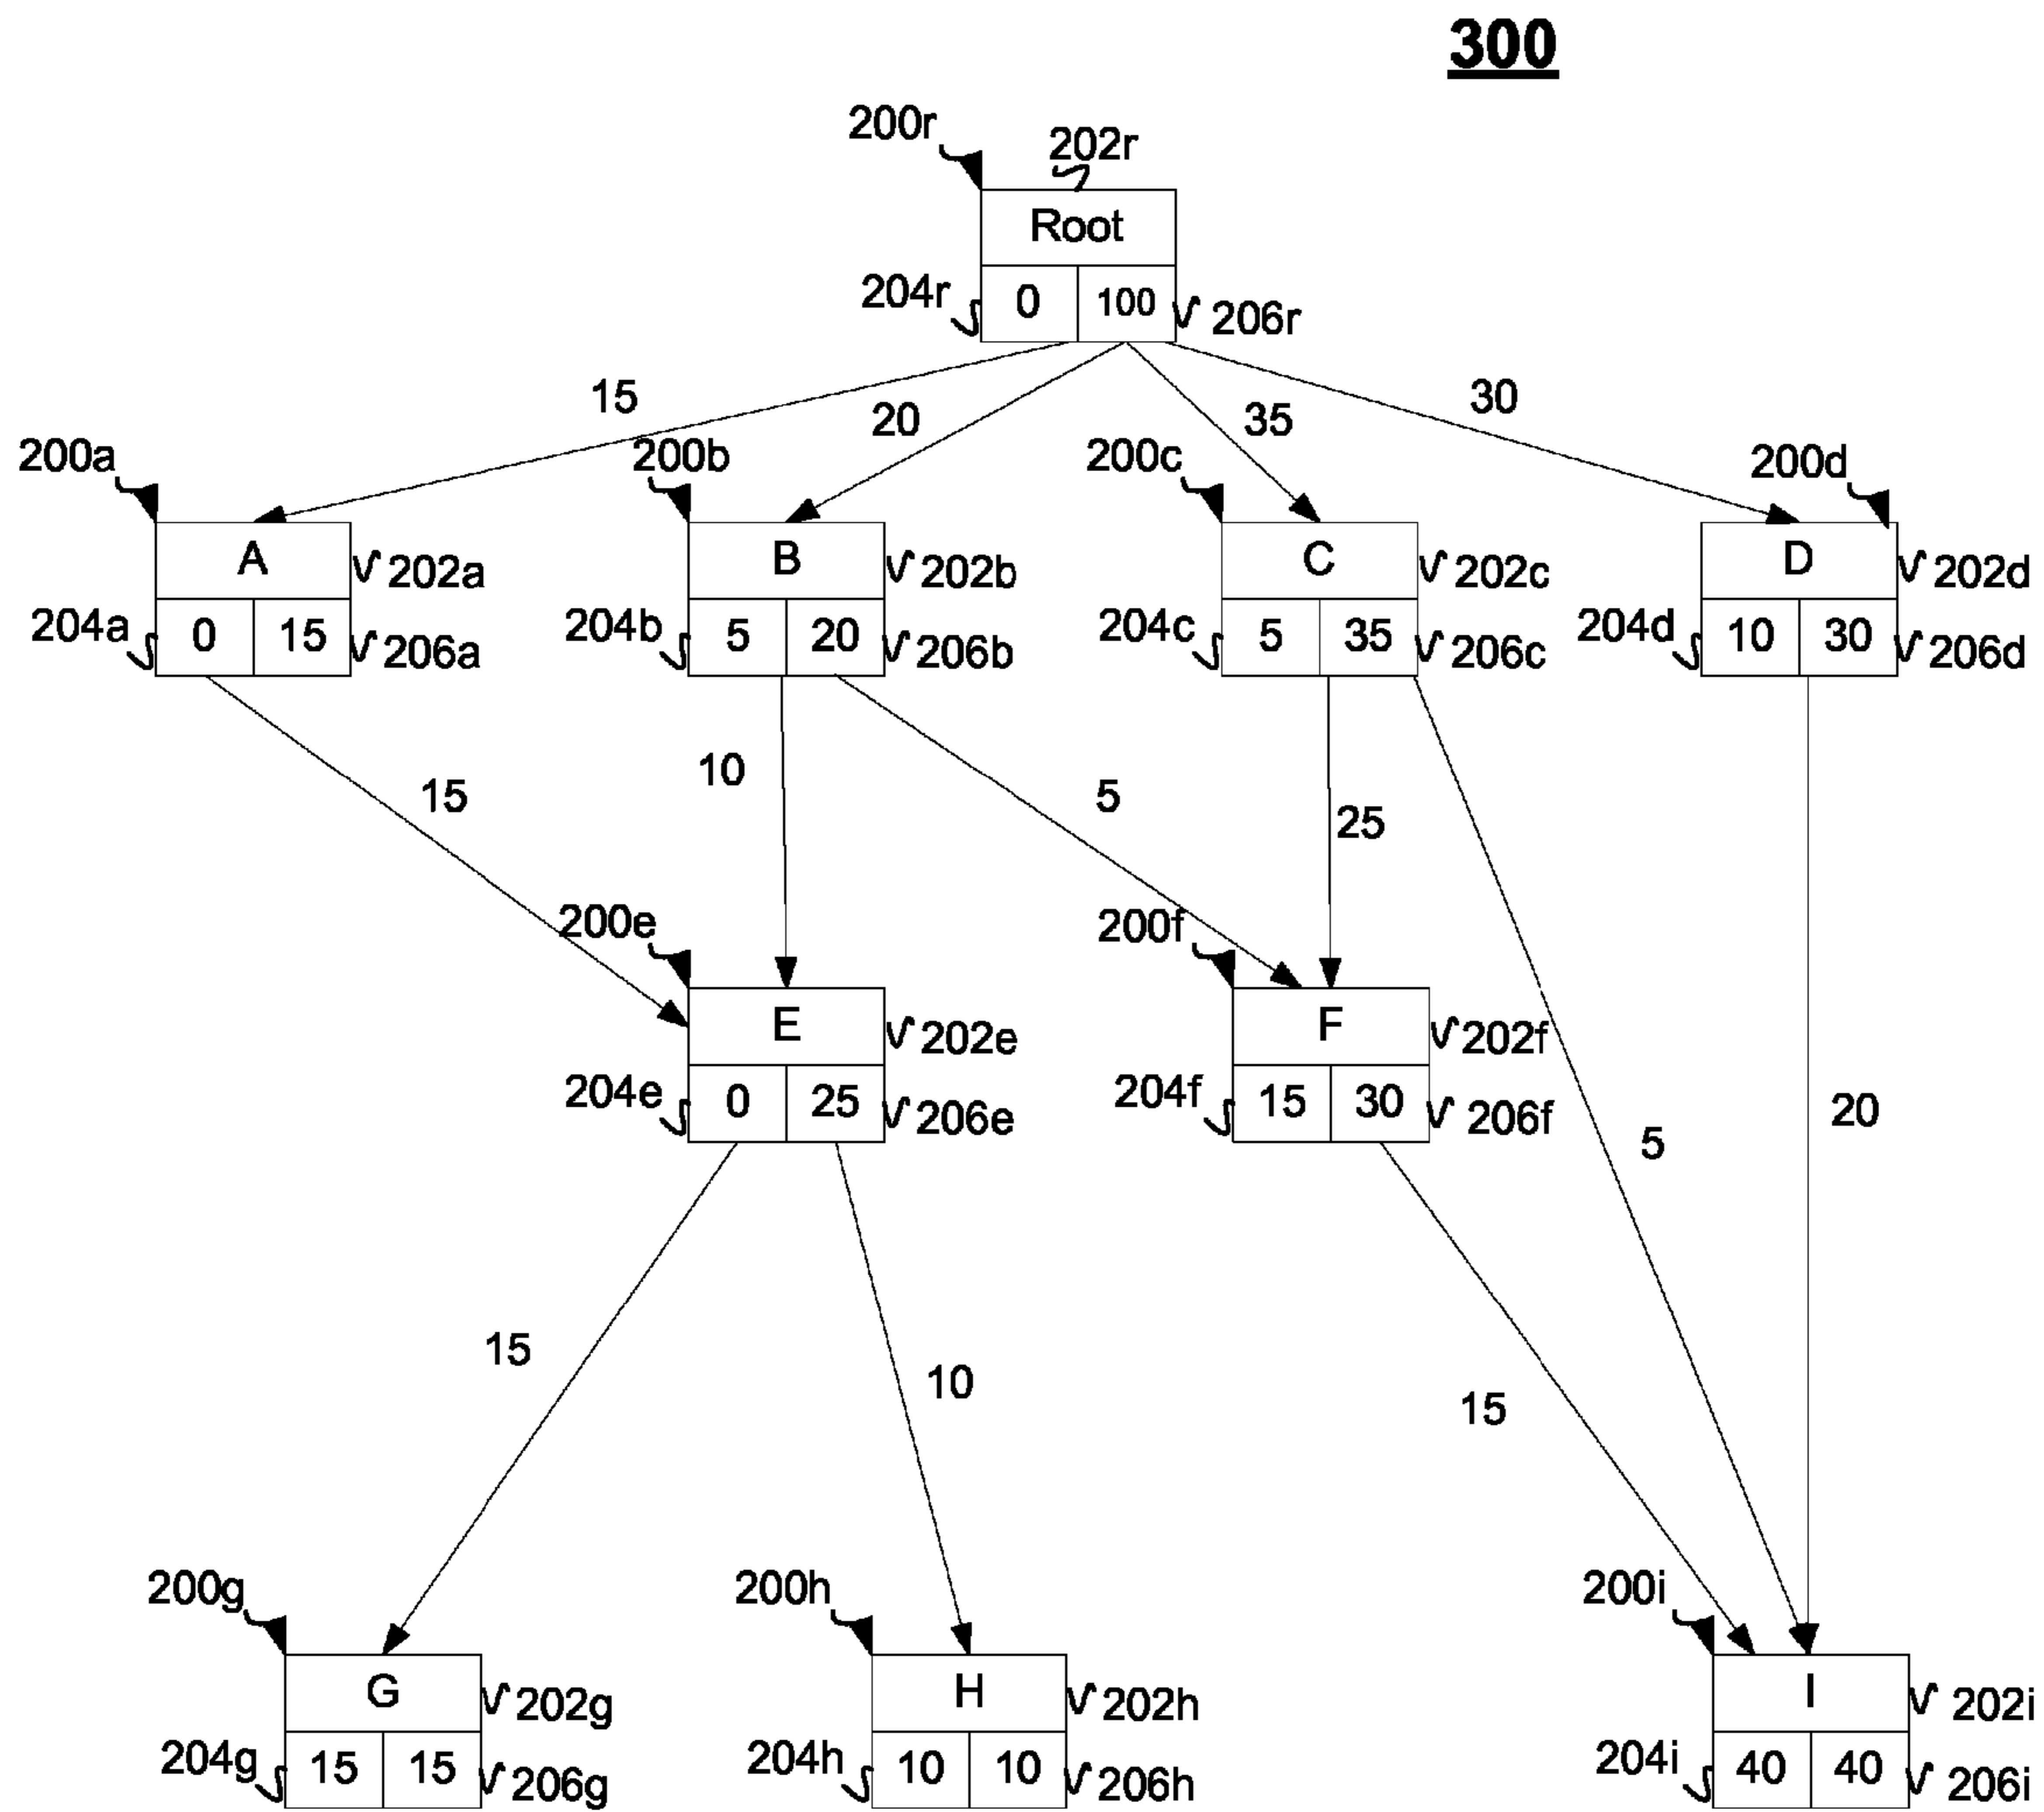 300
200r
202r
Root
204r
0
100
206r
15
20
35
30
200a
200b
200c
200d
A
202a
B
202b
C
202c
D
202d
204a
0
15
206a
204b
5
20
206b
204c
5
35
206c
204d
10
30
206d
15
10
5
25
200e
200f
E
202e
F
202f
204e
0
25
206e
204f
15
30
206f
5
20
15
10
15
200g
200h
200i
G
202g
H
202h
I
202i
204g
15
15
206g
204h
10
10
206h
204i
40
40
206i